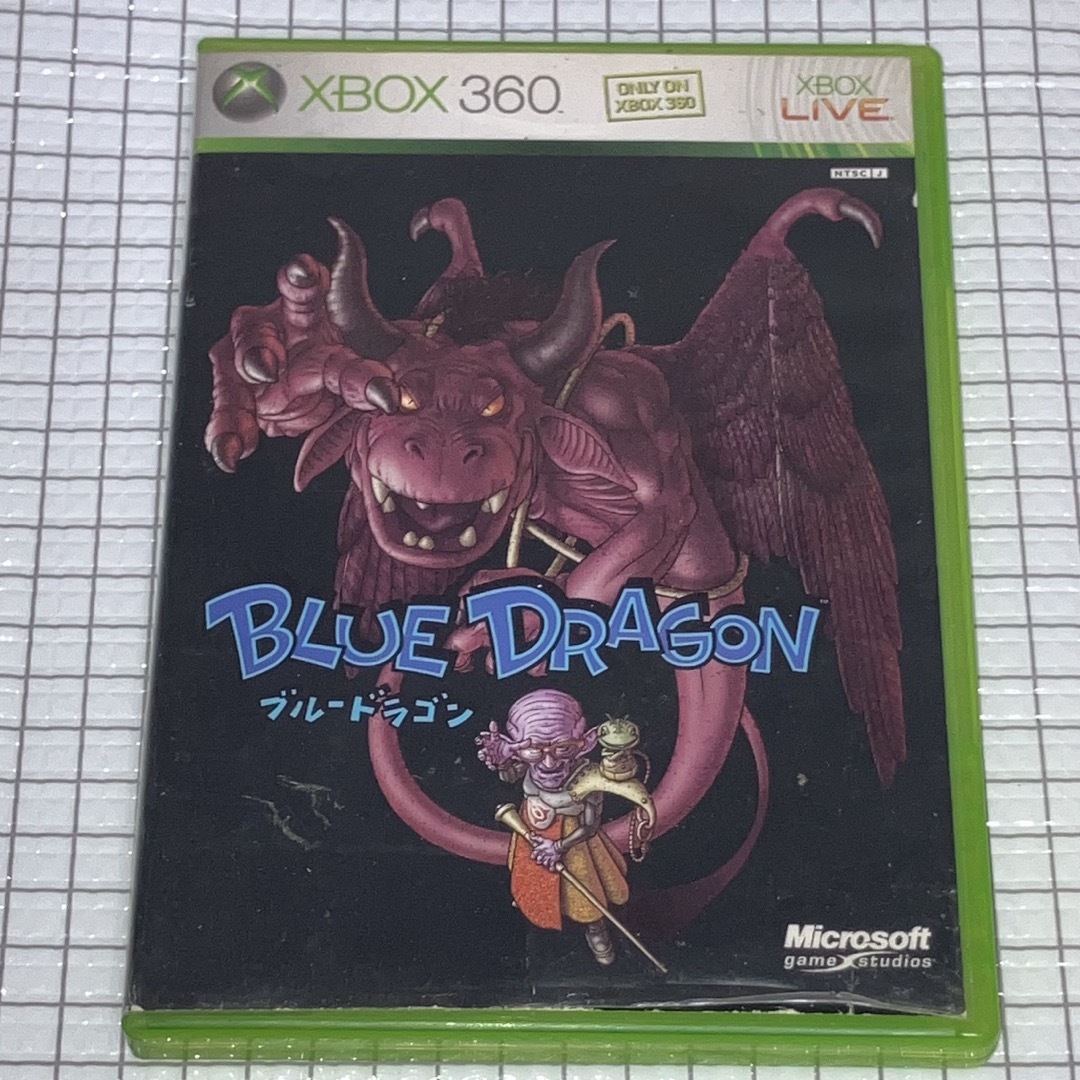 XBOX 360
ONLY ON
XBOX 360
XBOX
LIVE
NTSC J
BLUE DRAGON™
ブルードラゴン
Microsoft
game studios